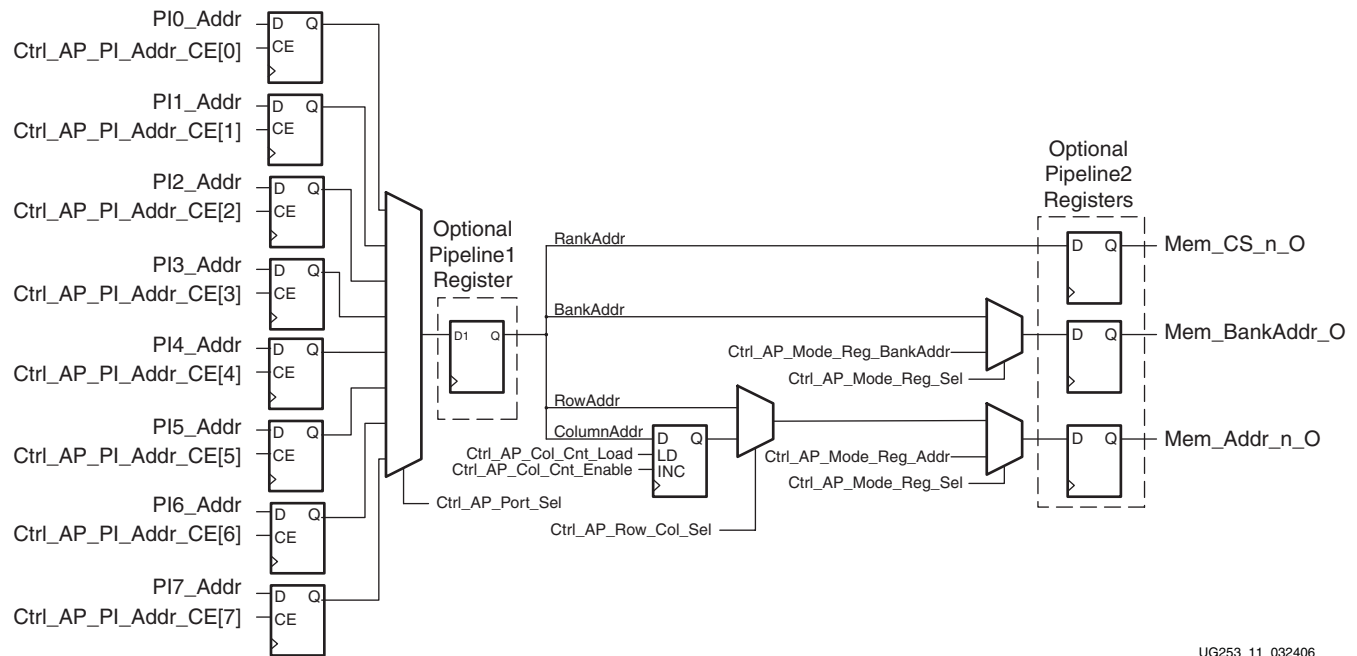 PI0_Addr
D Q
Ctrl_AP_PI_Addr_CE[0]
CE
PI1_Addr
D Q
Ctrl_AP_PI_Addr_CE[1]
CE
PI2_Addr
D Q
Ctrl_AP_PI_Addr_CE[2]
CE
PI3_Addr
D Q
Ctrl_AP_PI_Addr_CE[3]
CE
PI4_Addr
D Q
Ctrl_AP_PI_Addr_CE[4]
CE
PI5_Addr
D Q
Ctrl_AP_PI_Addr_CE[5]
CE
PI6_Addr
D Q
Ctrl_AP_PI_Addr_CE[6]
CE
PI7_Addr
D Q
Ctrl_AP_PI_Addr_CE[7]
CE
Ctrl_AP_Port_Sel
Optional
Pipeline1
Register
D1 Q
RankAddr
BankAddr
Ctrl_AP_Mode_Reg_BankAddr
Ctrl_AP_Mode_Reg_Sel
RowAddr
ColumnAddr
D Q
Ctrl_AP_Col_Cnt_Load
LD
Ctrl_AP_Col_Cnt_Enable
INC
Ctrl_AP_Row_Col_Sel
Ctrl_AP_Mode_Reg_Addr
Ctrl_AP_Mode_Reg_Sel
Optional
Pipeline2
Registers
D Q
Mem_CS_n_O
D Q
Mem_BankAddr_O
D Q
Mem_Addr_n_O
UG253_11_032406